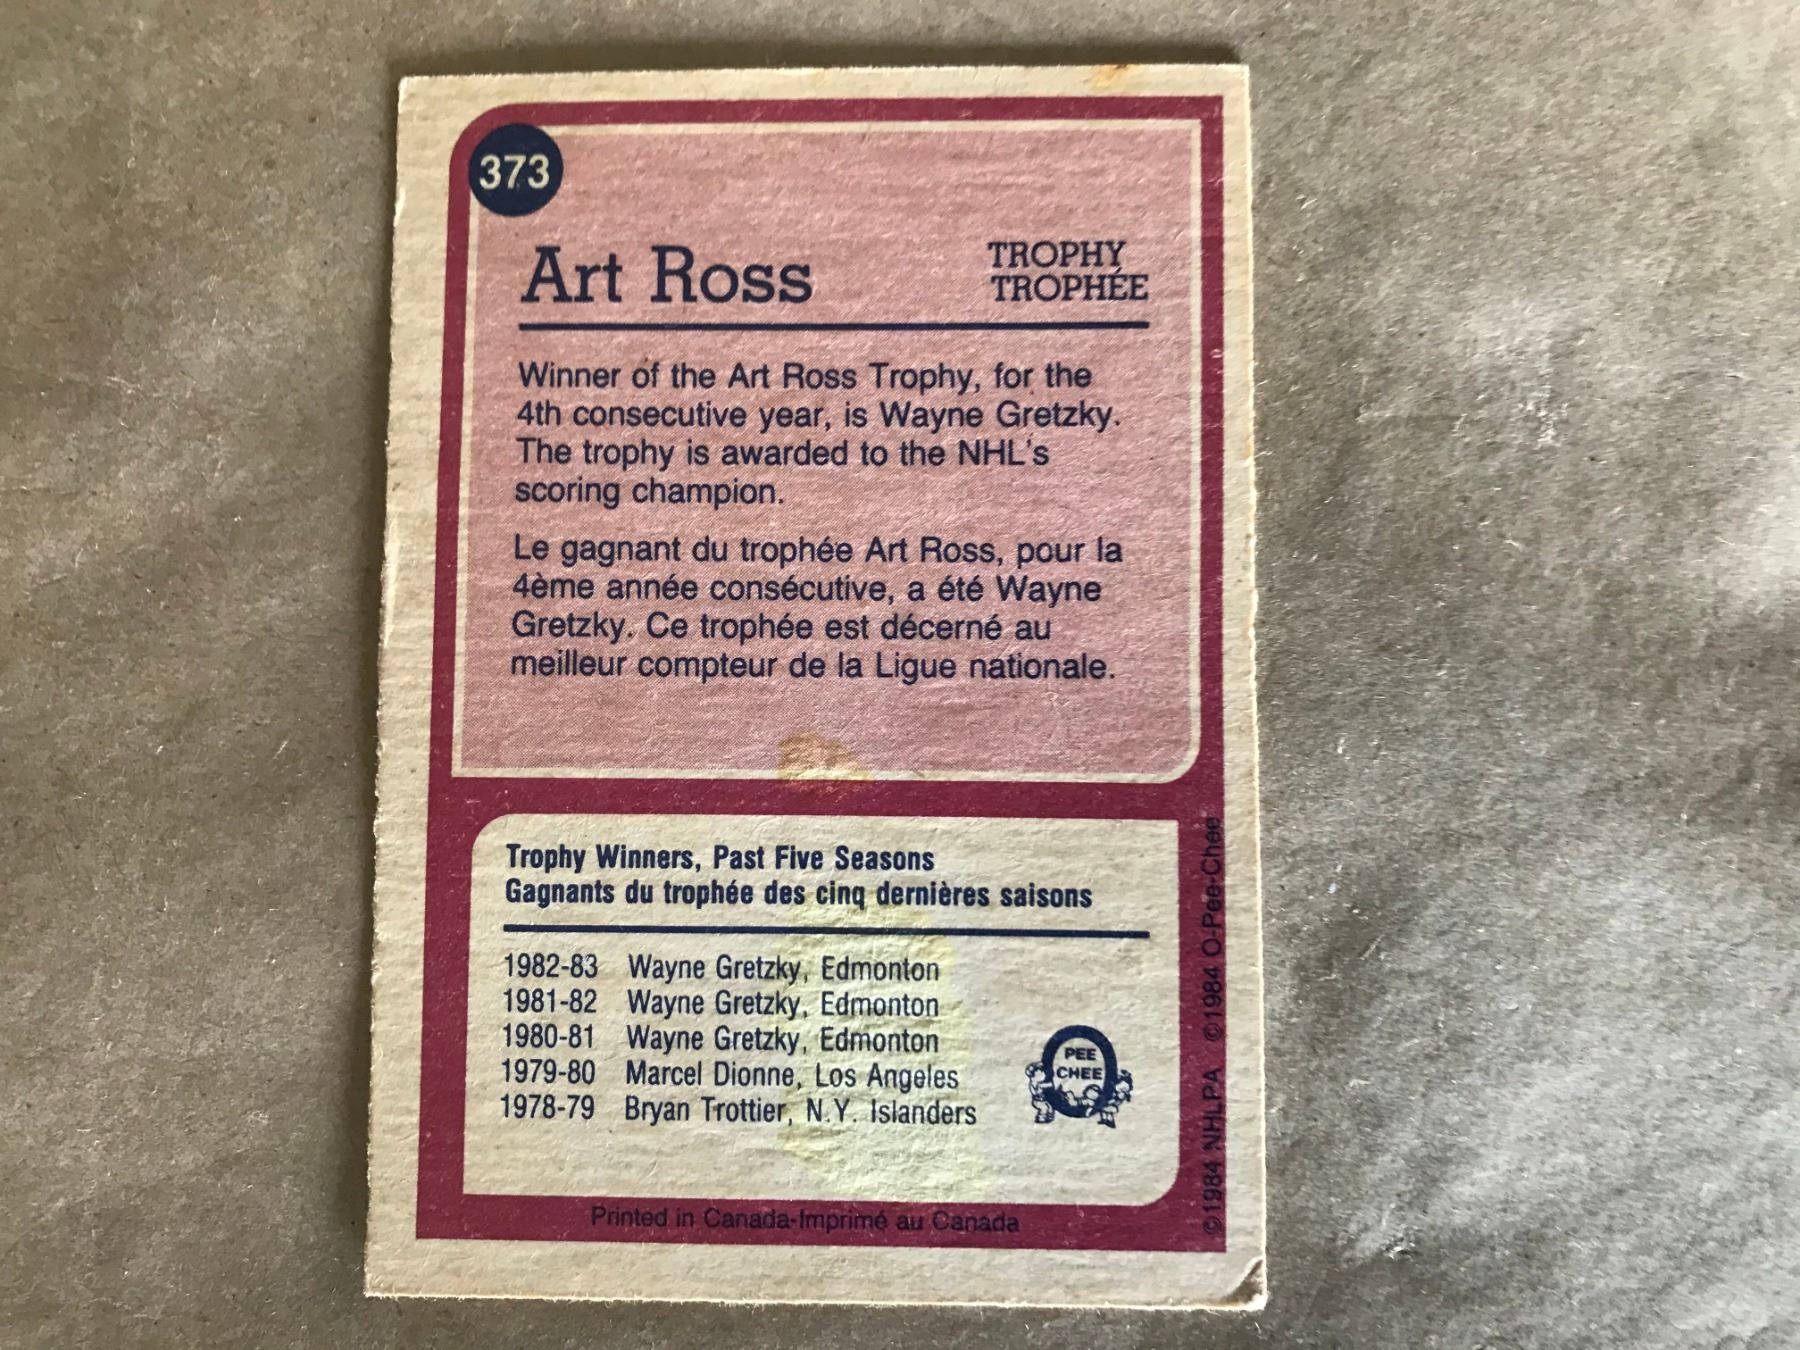 373
Art Ross
TROPHY
TROPHÉE
Winner of the Art Ross Trophy, for the
4th consecutive year, is Wayne Gretzky.
The trophy is awarded to the NHL's
scoring champion.
Le gagnant du trophée Art Ross, pour la
4ème année consécutive, a été Wayne
Gretzky. Ce trophée est décerné au
meilleur compteur de la Ligue nationale.
Trophy Winners, Past Five Seasons
Gagnants du trophée des cinq dernières saisons
1982-83 Wayne Gretzky, Edmonton
1981-82 Wayne Gretzky, Edmonton
1980-81 Wayne Gretzky, Edmonton
1979-80 Marcel Dionne, Los Angeles
1978-79 Bryan Trottier, N.Y. Islanders
PEE
CHEE
Printed in Canada-Imprimé au Canada
©1984 NHLPA ©1984 O-Pee-Chee